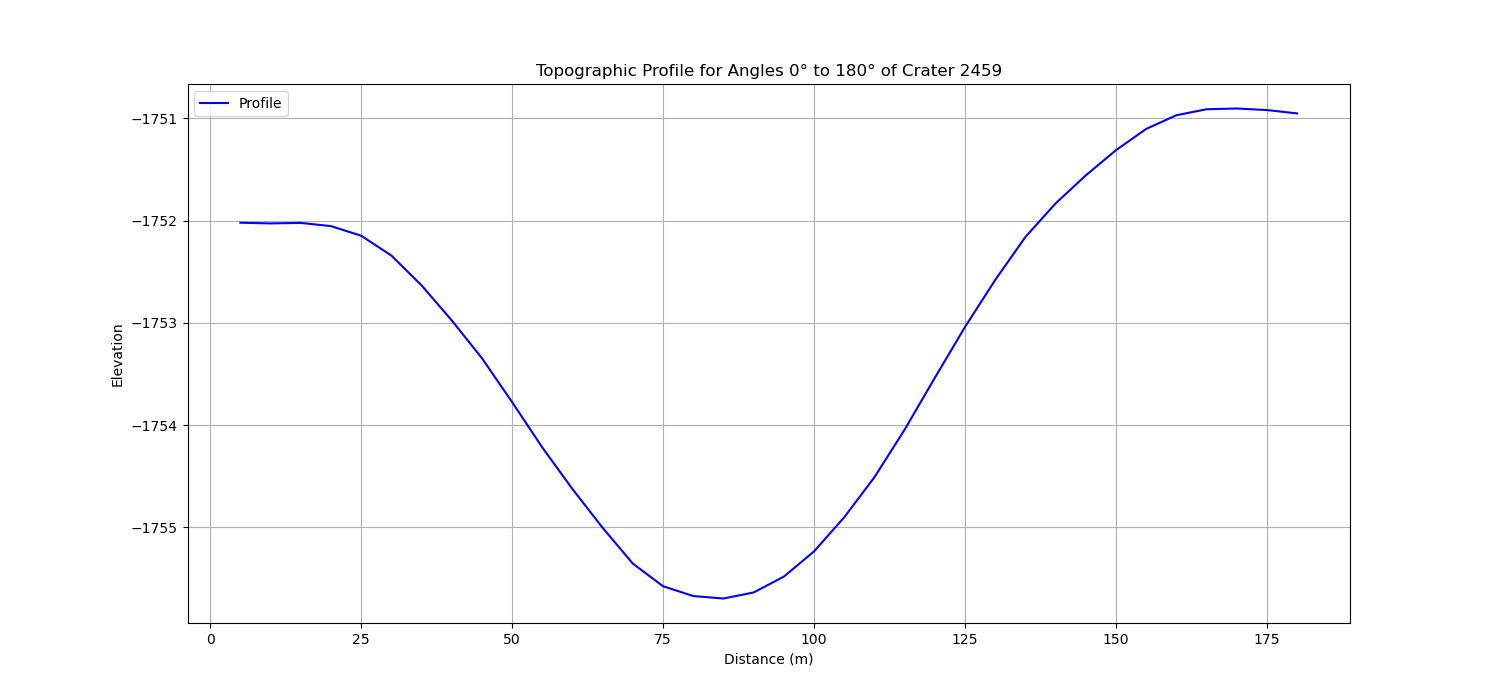 Topographic Profile for Angles 0° to 180° of Crater 2459
Profile
−1751
−1752
−1753
−1754
−1755
Elevation
0 25 50 75 100 125 150 175
Distance (m)